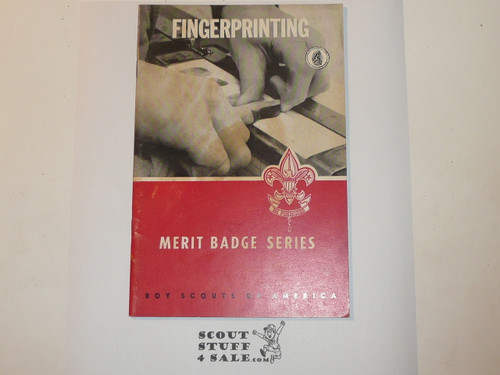 FINGERPRINTING
MERIT BADGE SERIES
BOY SCOUTS OF AMERICA
SCOUT
STUFF
4 SALE.COM